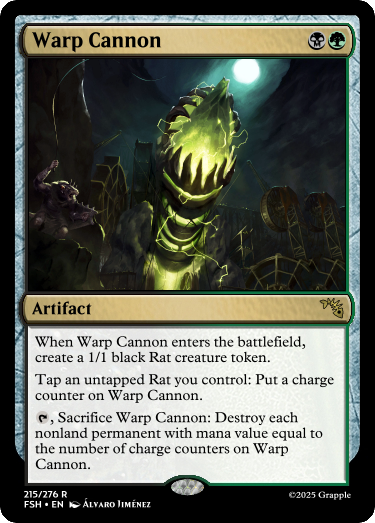 Warp Cannon
Artifact
When Warp Cannon enters the battlefield,
create a 1/1 black Rat creature token.
Tap an untapped Rat you control: Put a charge
counter on Warp Cannon.
, Sacrifice Warp Cannon: Destroy each
nonland permanent with mana value equal to
the number of charge counters on Warp
Cannon.
215/276 R
FSH • EN Álvaro Jiménez
©2025 Grapple